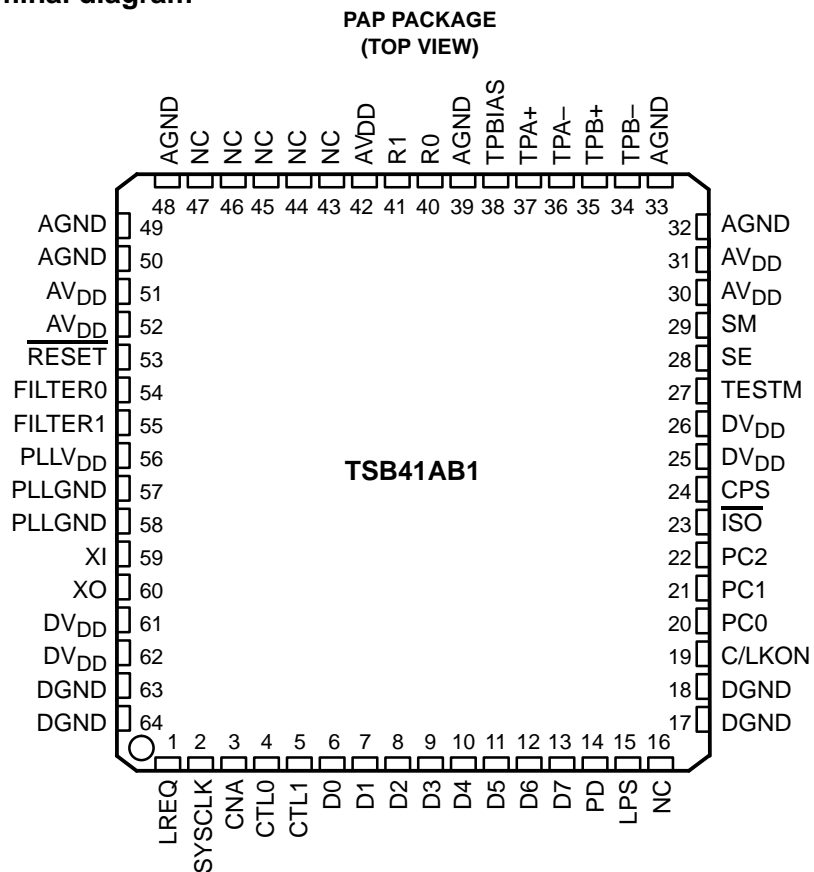 PAP PACKAGE
(TOP VIEW)
AGND
NC
NC
NC
NC
NC
AVDD
R1
R0
AGND
TPBIAS
TPA+
TPA–
TPB+
TPB–
AGND
48 47 46 45 44 43 42 41 40 39 38 37 36 35 34 33
AGND 49
AGND 50
AVDD 51
AVDD 52
RESET 53
FILTER0 54
FILTER1 55
PLLVDD 56
PLLGND 57
PLLGND 58
XI 59
XO 60
DVDD 61
DVDD 62
DGND 63
DGND 64
TSB41AB1
32 AGND
31 AVDD
30 AVDD
29 SM
28 SE
27 TESTM
26 DVDD
25 DVDD
24 CPS
23 ISO
22 PC2
21 PC1
20 PC0
19 C/LKON
18 DGND
17 DGND
1 2 3 4 5 6 7 8 9 10 11 12 13 14 15 16
LREQ
SYSCLK
CNA
CTL0
CTL1
D0
D1
D2
D3
D4
D5
D6
D7
PD
LPS
NC